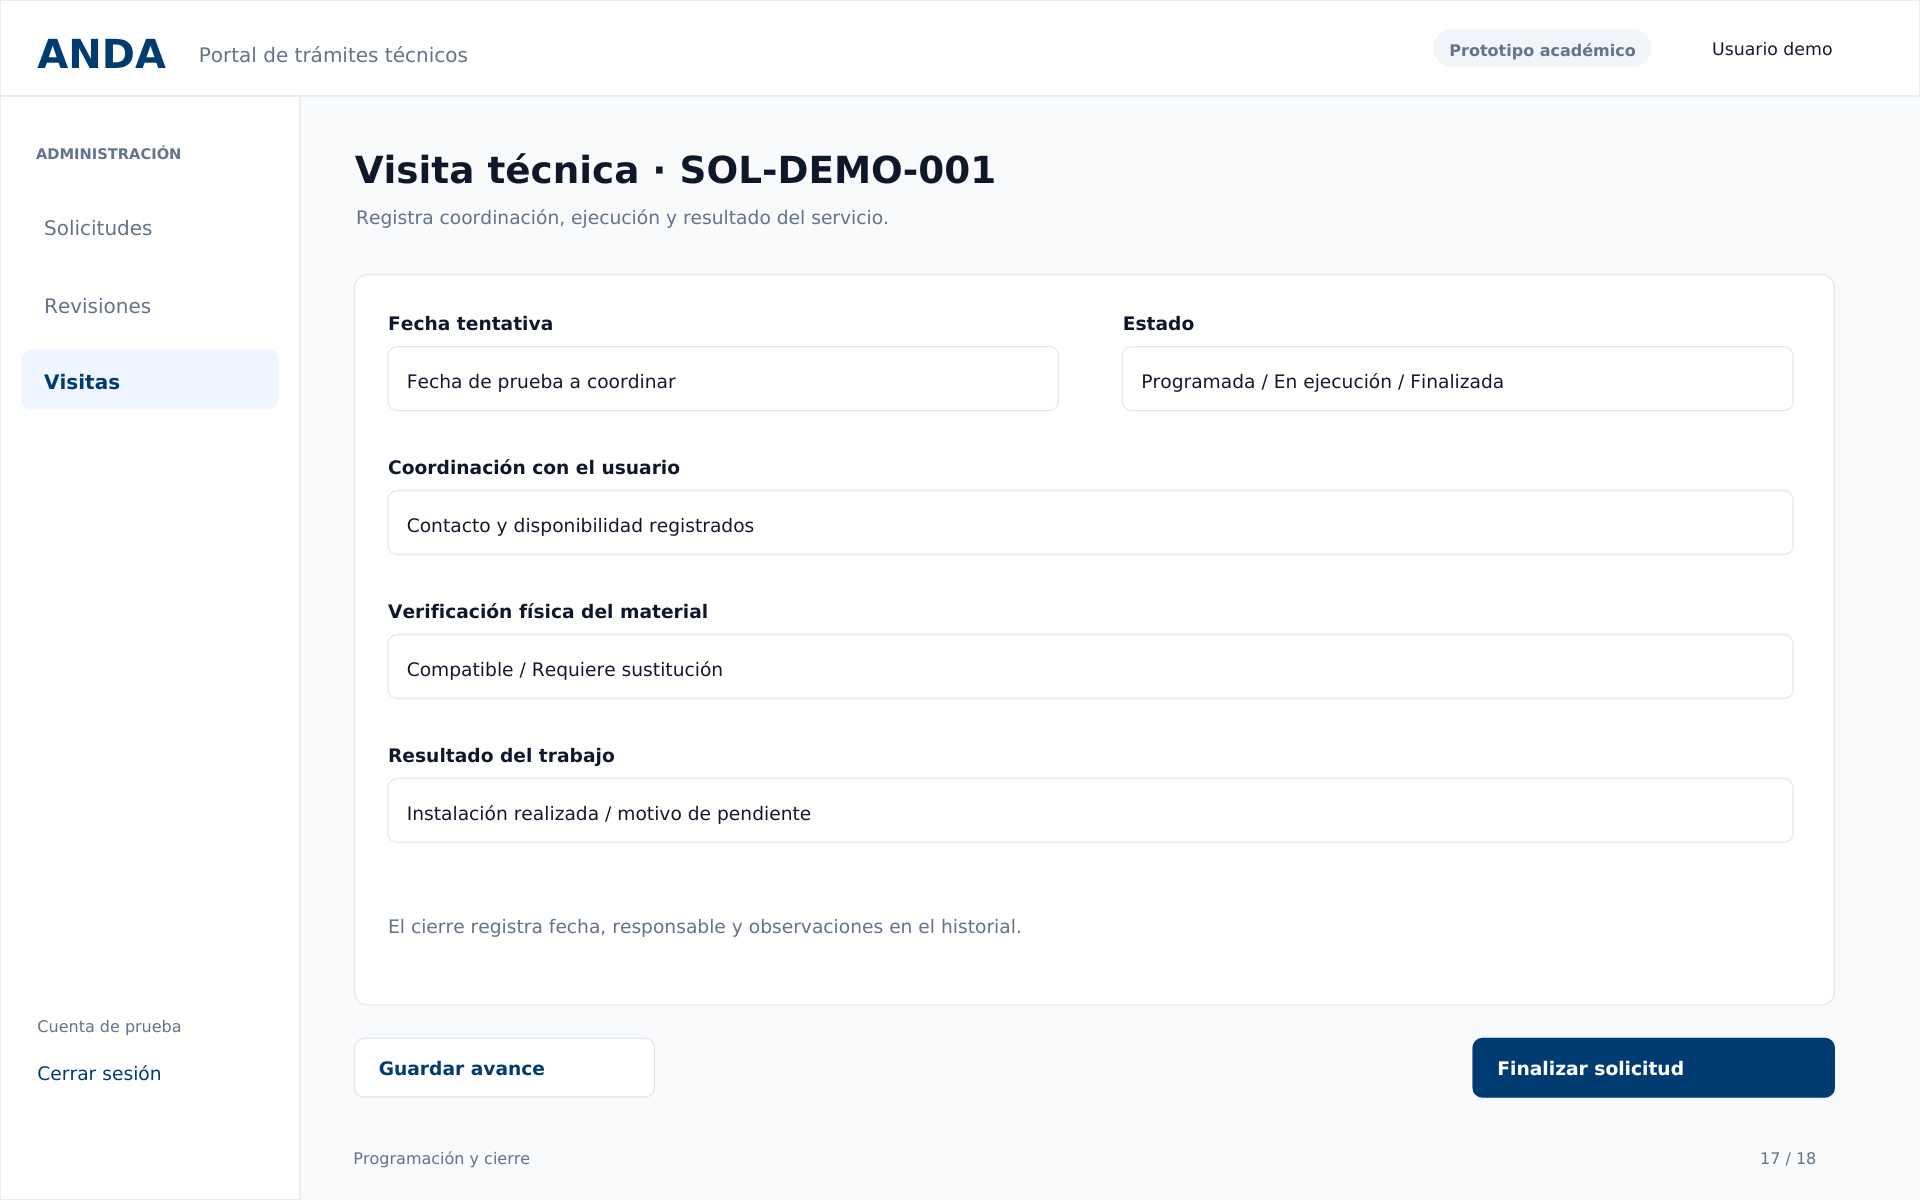 ANDA
Portal de trámites técnicos
Prototipo académico
Usuario demo
ADMINISTRACIÓN
Solicitudes
Revisiones
Visitas
Cuenta de prueba
Cerrar sesión
Visita técnica · SOL-DEMO-001
Registra coordinación, ejecución y resultado del servicio.
Fecha tentativa
Fecha de prueba a coordinar
Estado
Programada / En ejecución / Finalizada
Coordinación con el usuario
Contacto y disponibilidad registrados
Verificación física del material
Compatible / Requiere sustitución
Resultado del trabajo
Instalación realizada / motivo de pendiente
El cierre registra fecha, responsable y observaciones en el historial.
Guardar avance
Finalizar solicitud
Programación y cierre
17 / 18